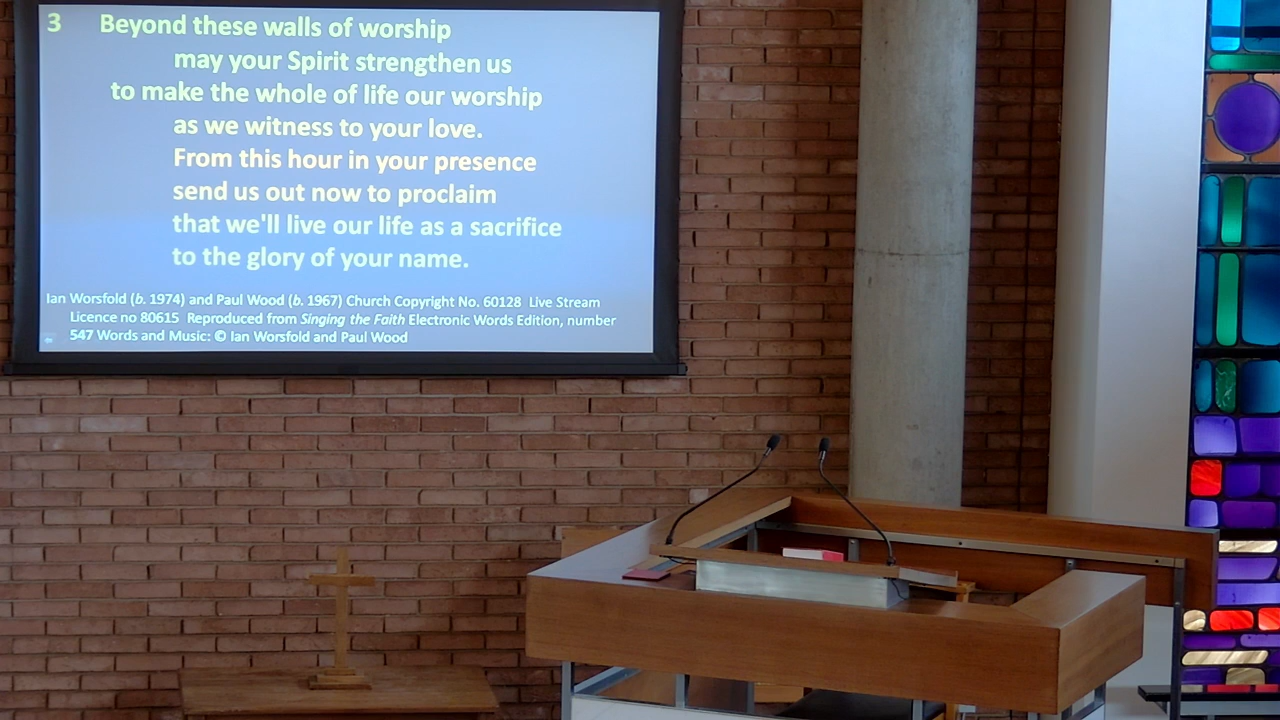 3 Beyond these walls of worship
may your Spirit strengthen us
to make the whole of life our worship
as we witness to your love.
From this hour in your presence
send us out now to proclaim
that we'll live our life as a sacrifice
to the glory of your name.
Ian Worsfold (b. 1974) and Paul Wood (b. 1967) Church Copyright No. 60128 Live Stream
Licence no 80615 Reproduced from Singing the Faith Electronic Words Edition, number
547 Words and Music: © Ian Worsfold and Paul Wood